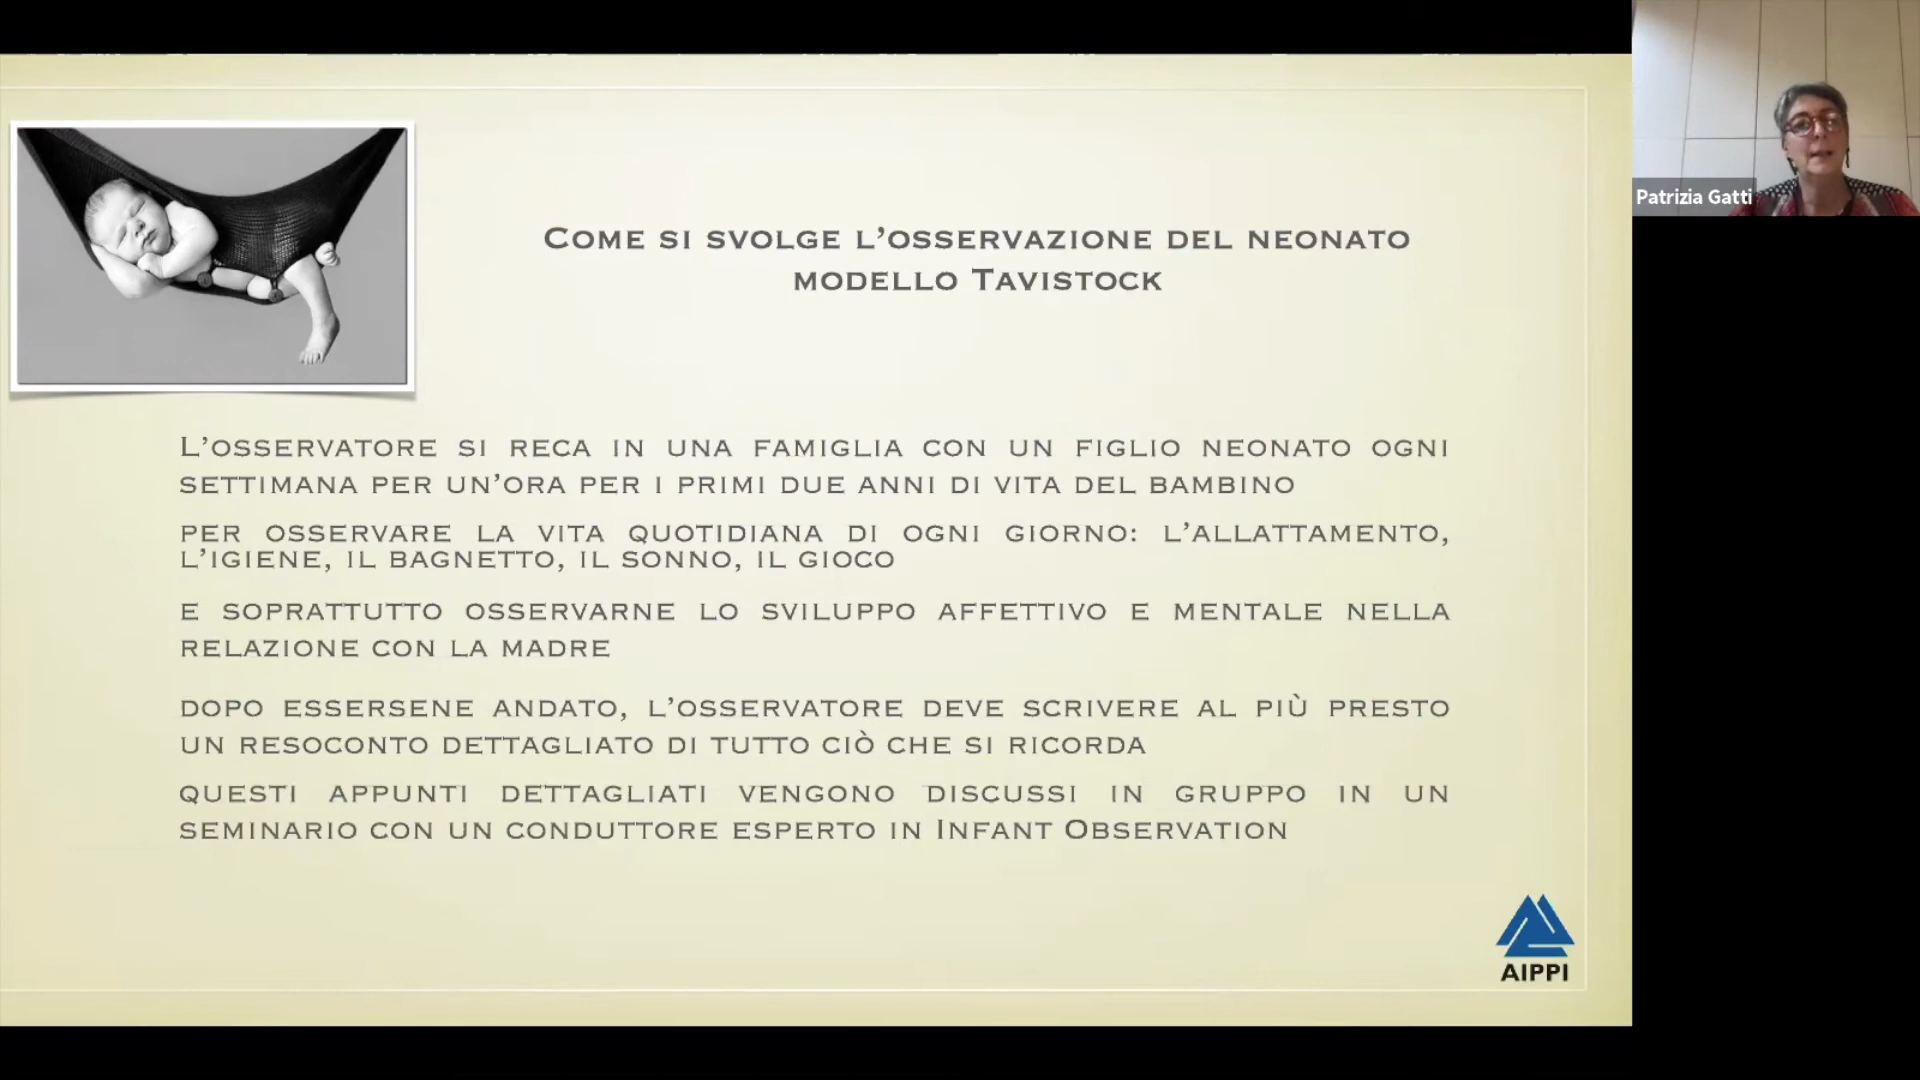 Come si svolge l'osservazione del neonato
modello Tavistock
L'osservatore si reca in una famiglia con un figlio neonato ogni
settimana per un'ora per i primi due anni di vita del bambino
per osservare la vita quotidiana di ogni giorno: l'allattamento,
l'igiene, il bagnetto, il sonno, il gioco
e soprattutto osservarne lo sviluppo affettivo e mentale nella
relazione con la madre
dopo essersene andato, l'osservatore deve scrivere al più presto
un resoconto dettagliato di tutto ciò che si ricorda
questi appunti dettagliati vengono discussi in gruppo in un
seminario con un conduttore esperto in Infant Observation
AIPPI
Patrizia Gatti